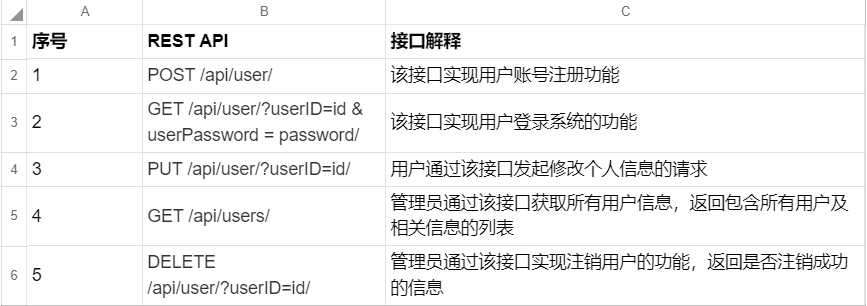 A B C
1 序号 REST API 接口解释
2 1 POST /api/user/ 该接口实现用户账号注册功能
3 2 GET /api/user/?userID=id &
userPassword = password/ 该接口实现用户登录系统的功能
4 3 PUT /api/user/?userID=id/ 用户通过该接口发起修改个人信息的请求
5 4 GET /api/users/ 管理员通过该接口获取所有用户信息，返回包含所有用户及
相关信息的列表
6 5 DELETE
/api/user/?userID=id/ 管理员通过该接口实现注销用户的功能，返回是否注销成功
的信息